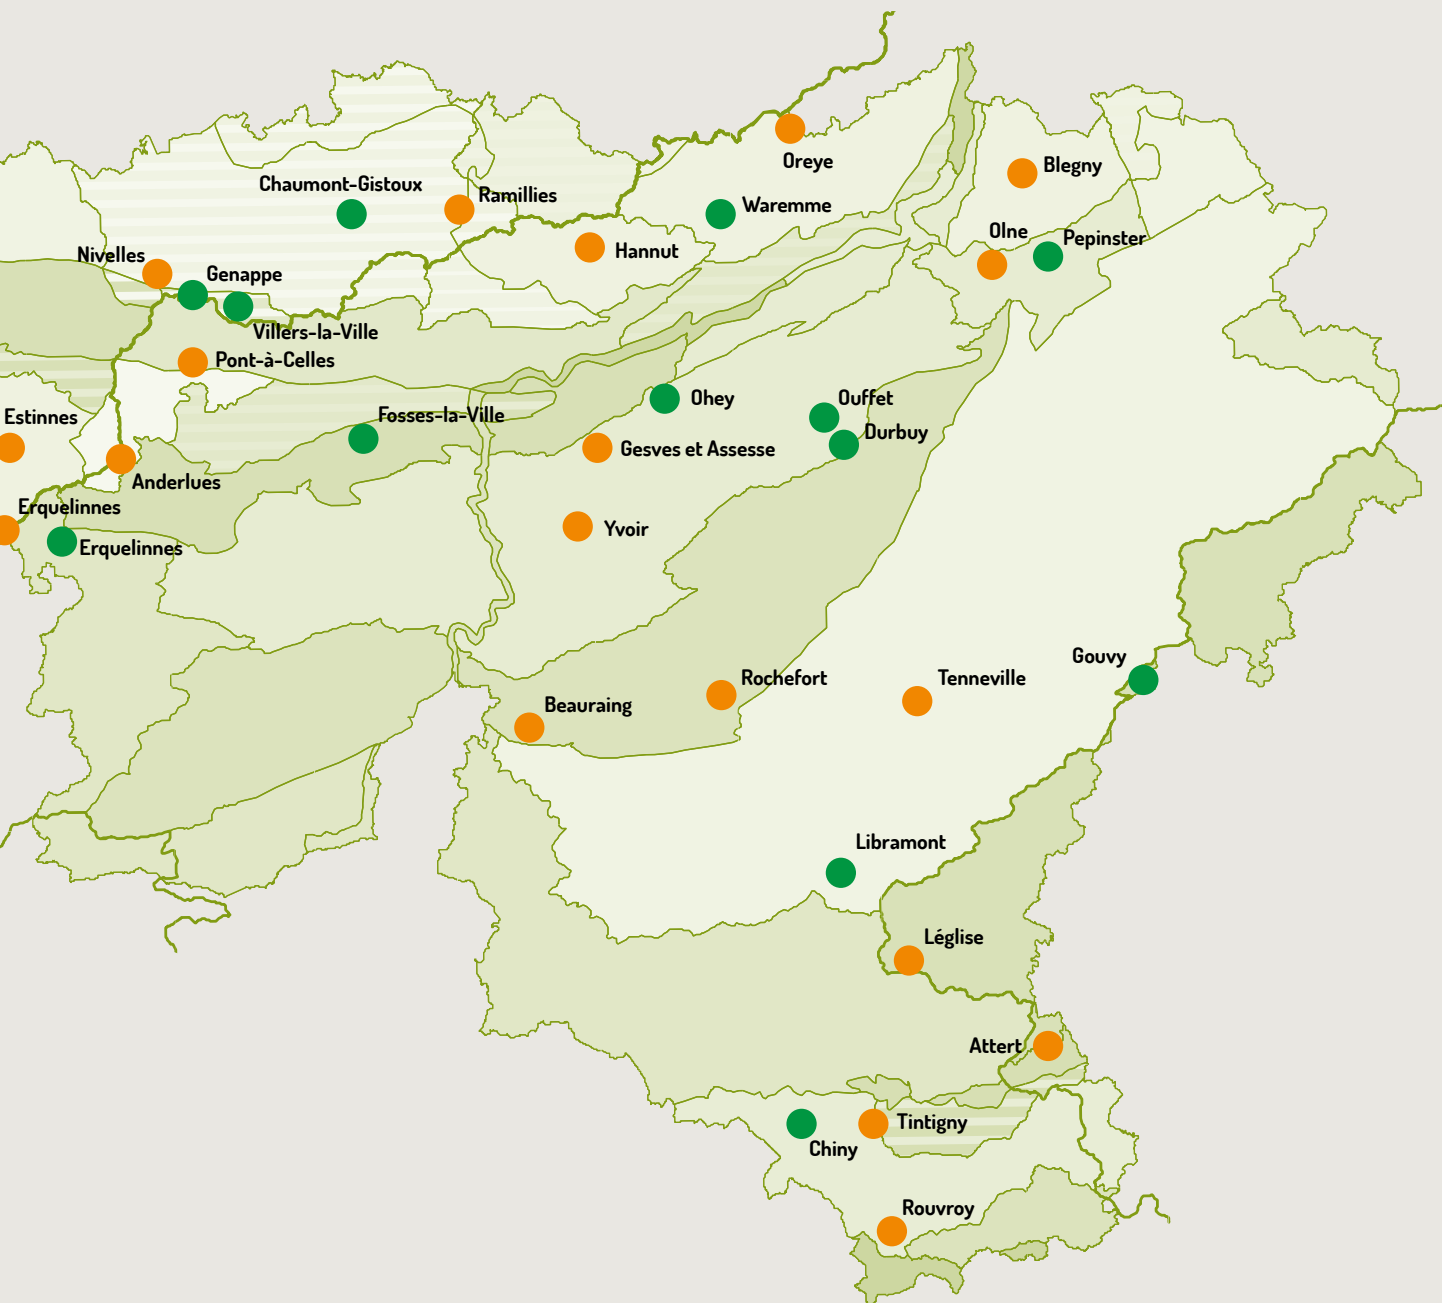 Oreye
Blegny
Chaumont-Gistoux
Ramillies
Waremme
Olne
Pepinster
Hannut
Nivelles
Genappe
Villers-la-Ville
Pont-à-Celles
Ohey
Ouffet
Estinnes
Fosses-la-Ville
Durbuy
Gesves et Assesse
Anderlues
Erquelinnes
Yvoir
Erquelinnes
Gouvy
Rochefort
Tenneville
Beauraing
Libramont
Léglise
Attert
Tintigny
Chiny
Rouvroy